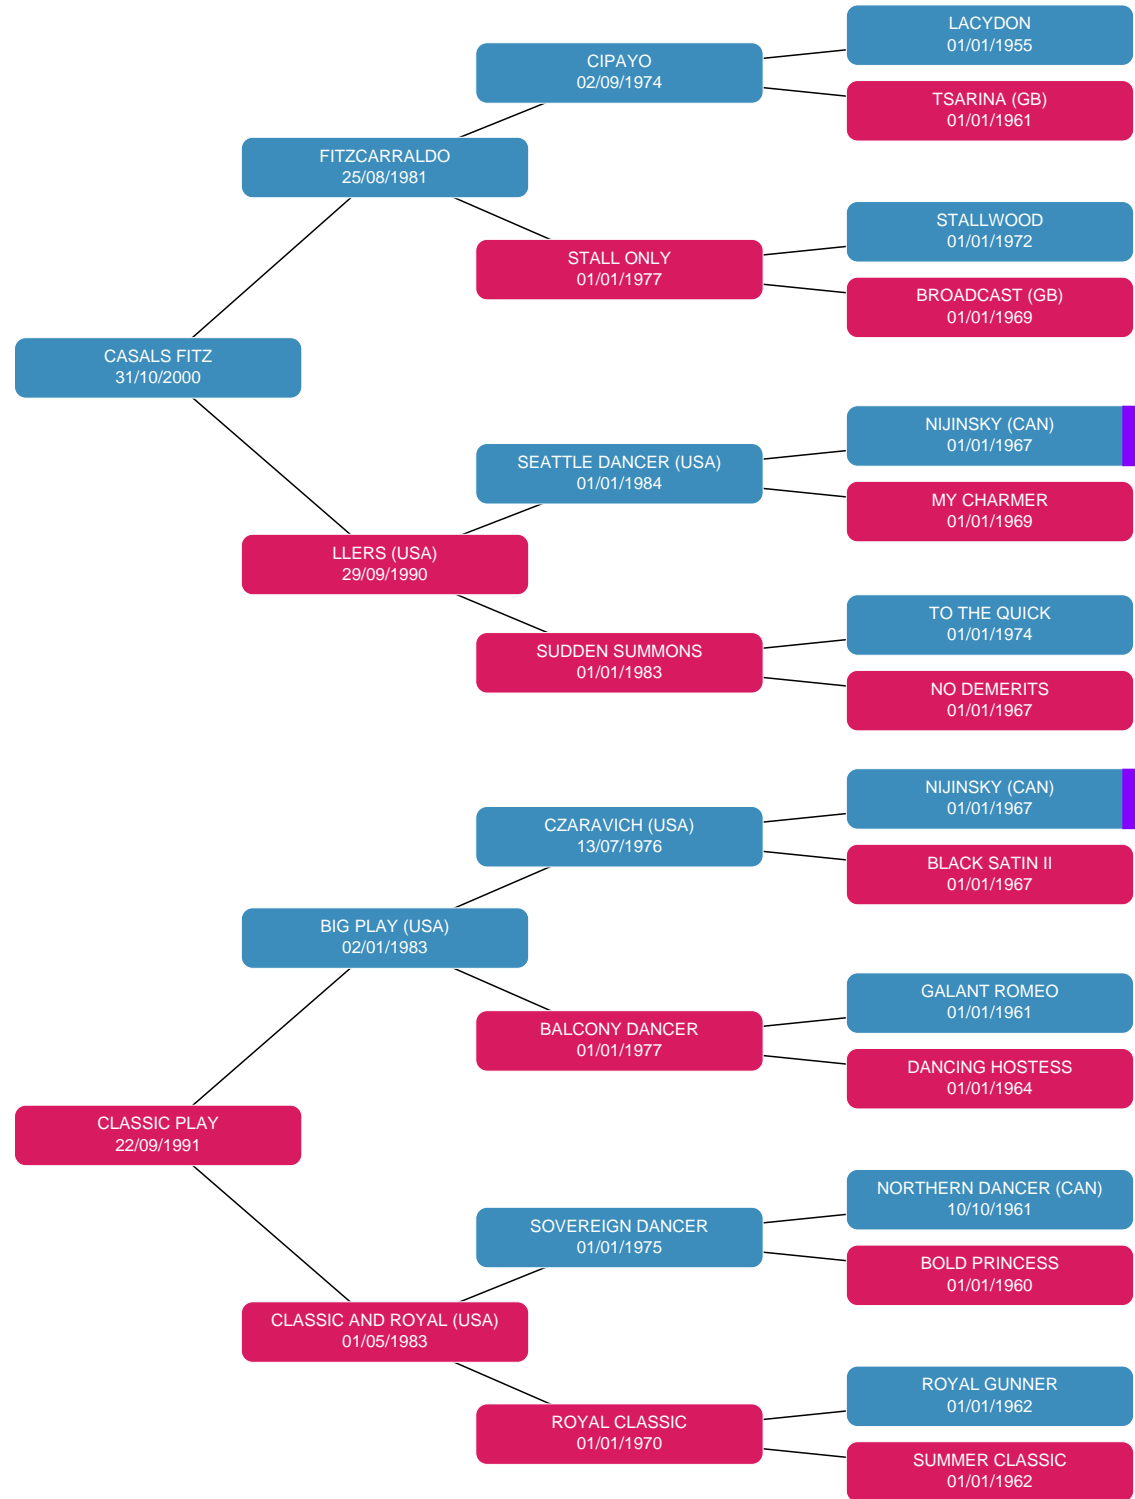 LACYDON
01/01/1955
CIPAYO
02/09/1974
TSARINA (GB)
01/01/1961
FITZCARRALDO
25/08/1981
STALLWOOD
01/01/1972
STALL ONLY
01/01/1977
BROADCAST (GB)
01/01/1969
CASALS FITZ
31/10/2000
NIJINSKY (CAN)
01/01/1967
SEATTLE DANCER (USA)
01/01/1984
MY CHARMER
01/01/1969
LLERS (USA)
29/09/1990
TO THE QUICK
01/01/1974
SUDDEN SUMMONS
01/01/1983
NO DEMERITS
01/01/1967
NIJINSKY (CAN)
01/01/1967
CZARAVICH (USA)
13/07/1976
BLACK SATIN II
01/01/1967
BIG PLAY (USA)
02/01/1983
GALANT ROMEO
01/01/1961
BALCONY DANCER
01/01/1977
DANCING HOSTESS
01/01/1964
CLASSIC PLAY
22/09/1991
NORTHERN DANCER (CAN)
10/10/1961
SOVEREIGN DANCER
01/01/1975
BOLD PRINCESS
01/01/1960
CLASSIC AND ROYAL (USA)
01/05/1983
ROYAL GUNNER
01/01/1962
ROYAL CLASSIC
01/01/1970
SUMMER CLASSIC
01/01/1962